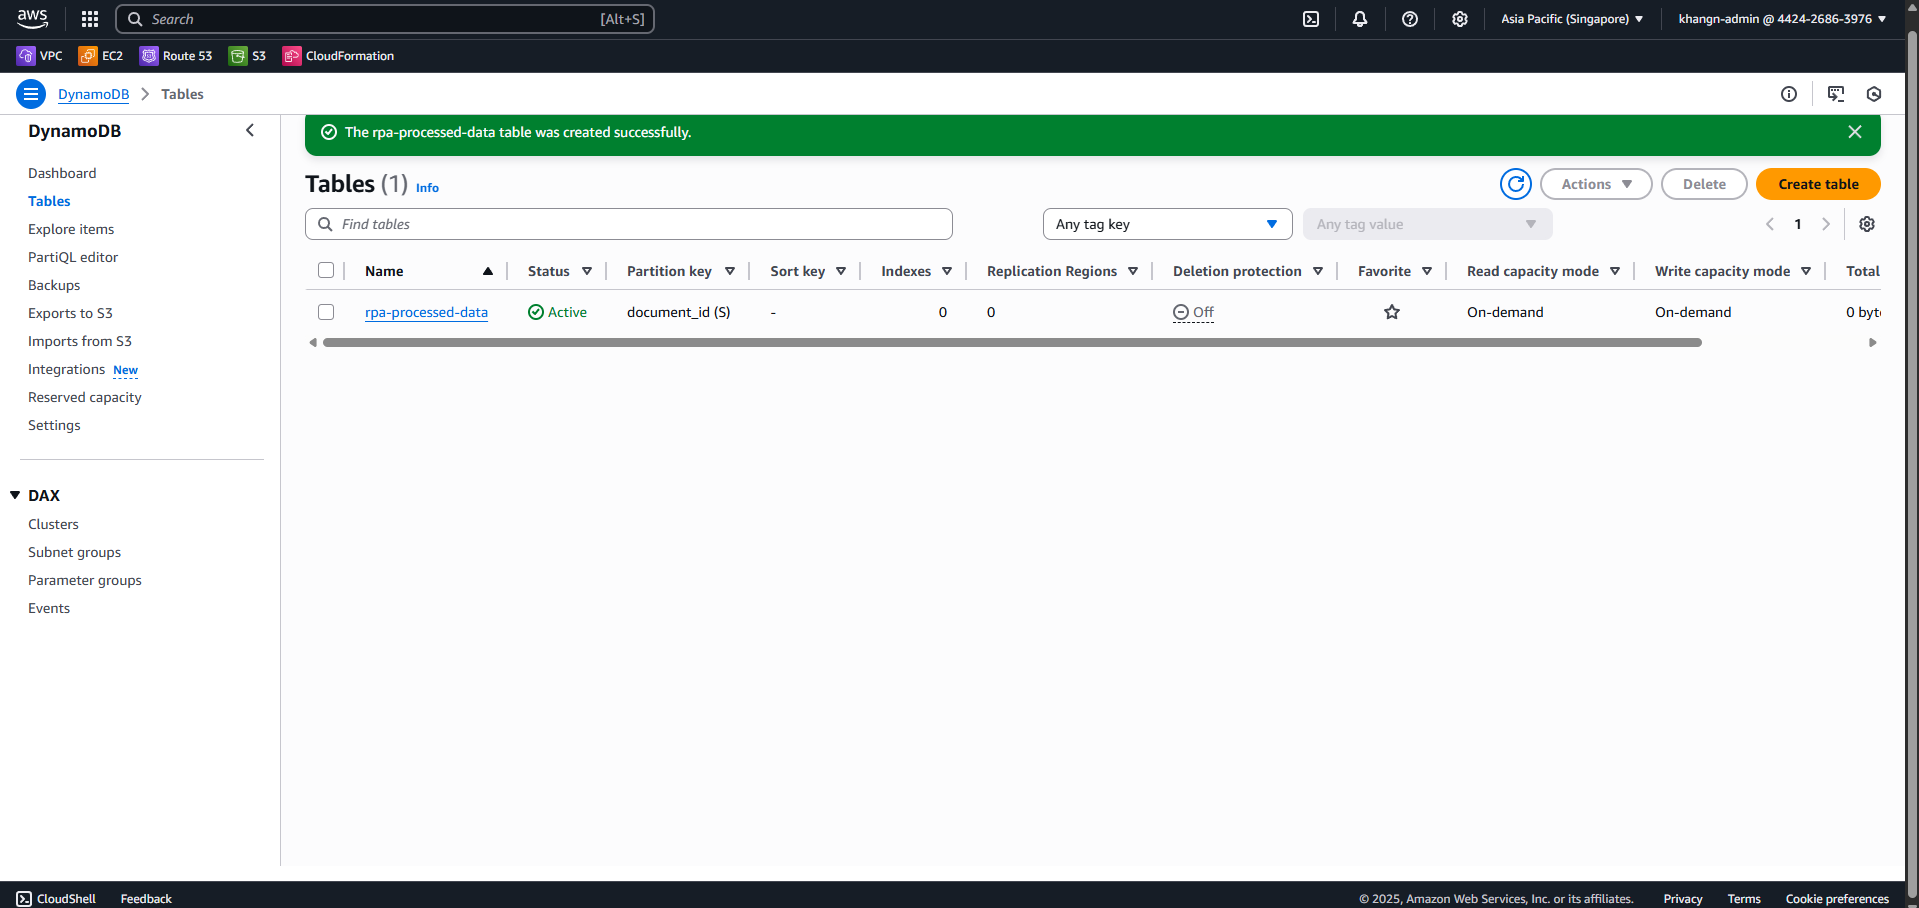 aws Search [Alt+S] Asia Pacific (Singapore) khangn-admin @ 4424-2686-3976
VPC EC2 Route 53 S3 CloudFormation
DynamoDB Tables
DynamoDB
Dashboard
Tables
Explore items
PartiQL editor
Backups
Exports to S3
Imports from S3
Integrations New
Reserved capacity
Settings
DAX
Clusters
Subnet groups
Parameter groups
Events
The rpa-processed-data table was created successfully.
Tables (1) Info
Actions Delete Create table
Find tables Any tag key Any tag value 1
Name Status Partition key Sort key Indexes Replication Regions Deletion protection Favorite Read capacity mode Write capacity mode Total
rpa-processed-data Active document_id (S) - 0 0 Off On-demand On-demand 0 byt
CloudShell Feedback © 2025, Amazon Web Services, Inc. or its affiliates. Privacy Terms Cookie preferences